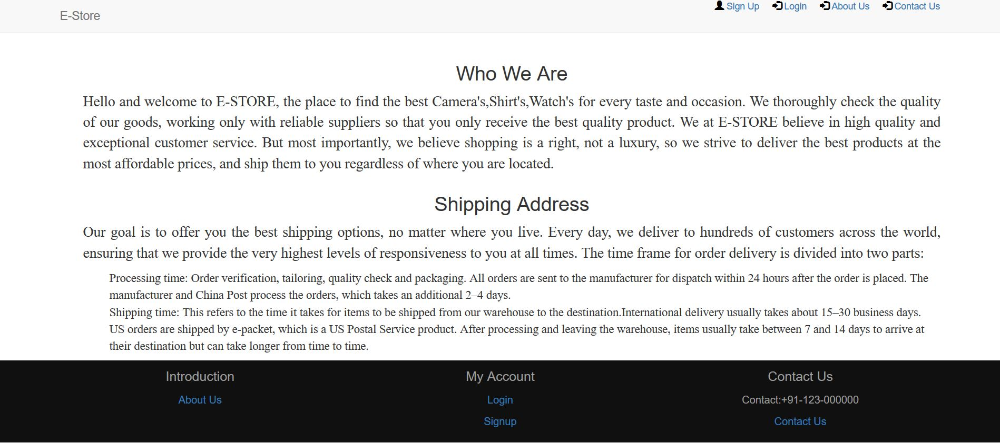 E-Store
Sign Up Login About Us Contact Us
Who We Are
Hello and welcome to E-STORE, the place to find the best Camera's,Shirt's,Watch's for every taste and occasion. We thoroughly check the quality
of our goods, working only with reliable suppliers so that you only receive the best quality product. We at E-STORE believe in high quality and
exceptional customer service. But most importantly, we believe shopping is a right, not a luxury, so we strive to deliver the best products at the
most affordable prices, and ship them to you regardless of where you are located.
Shipping Address
Our goal is to offer you the best shipping options, no matter where you live. Every day, we deliver to hundreds of customers across the world,
ensuring that we provide the very highest levels of responsiveness to you at all times. The time frame for order delivery is divided into two parts:
Processing time: Order verification, tailoring, quality check and packaging. All orders are sent to the manufacturer for dispatch within 24 hours after the order is placed. The
manufacturer and China Post process the orders, which takes an additional 2–4 days.
Shipping time: This refers to the time it takes for items to be shipped from our warehouse to the destination.International delivery usually takes about 15–30 business days.
US orders are shipped by e-packet, which is a US Postal Service product. After processing and leaving the warehouse, items usually take between 7 and 14 days to arrive at
their destination but can take longer from time to time.
Introduction
About Us
My Account
Login
Signup
Contact Us
Contact:+91-123-000000
Contact Us